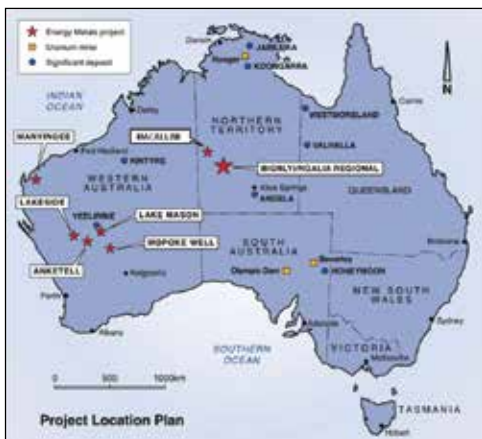 Energy Metals project
Uranium mine
Significant deposit
N
Darwin
JABILUKA
Ranger
KOONGARRA
INDIAN
OCEAN
Derby
NORTHERN
TERRITORY
WESTMORELAND
Cairns
MANYINGEE
Port Hedland
KINTYRE
MACALLAN
VALHALLA
BIGRLYI/NGALIA REGIONAL
WESTERN
AUSTRALIA
Alice Springs
ANGELA
QUEENSLAND
LAKESIDE
YEELIRRIE
LAKE MASON
MOPOKE WELL
ANKETELL
SOUTH
AUSTRALIA
Brisbane
Beverley
Olympic Dam
HONEYMOON
Kalgoorlie
Perth
NEW SOUTH
WALES
Albany
Adelaide
Sydney
SOUTHERN
OCEAN
VICTORIA
Melbourne
0 500 1000km
Project Location Plan
TASMANIA
Hobart